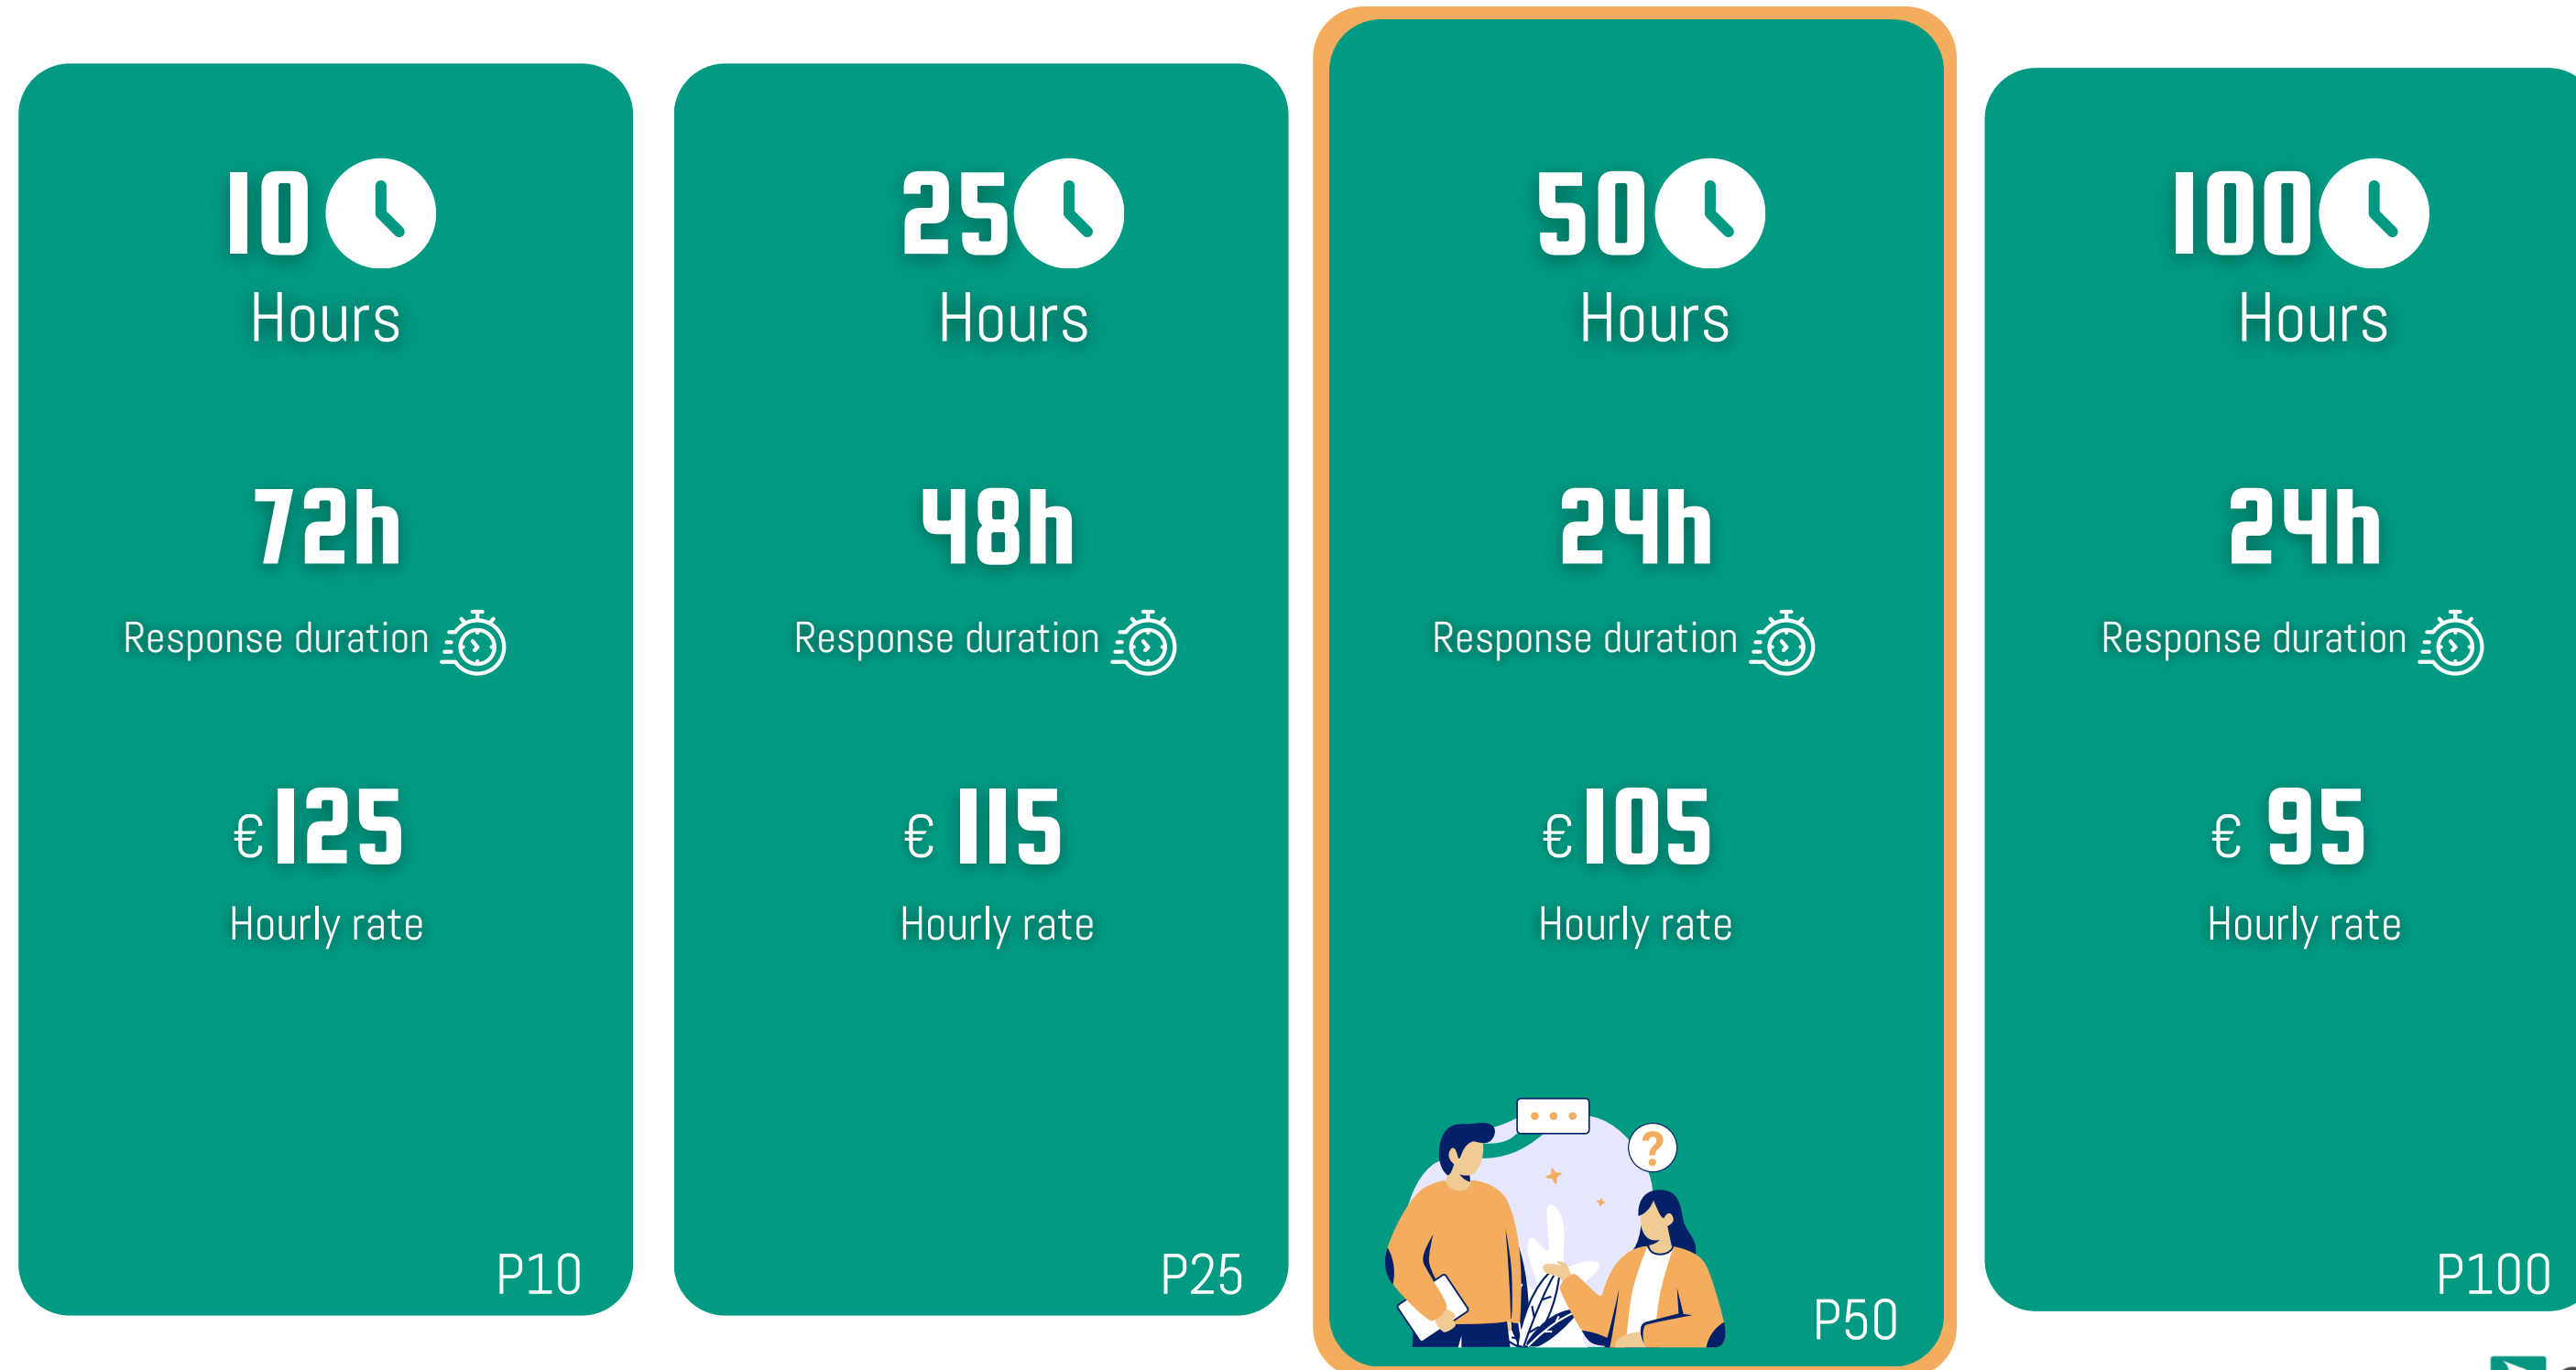 10
Hours
72h
Response duration
€125
Hourly rate
P10
25
Hours
48h
Response duration
€ 115
Hourly rate
P25
50
Hours
24h
Response duration
€105
Hourly rate
?
P50
100
Hours
24h
Response duration
€ 95
Hourly rate
P100